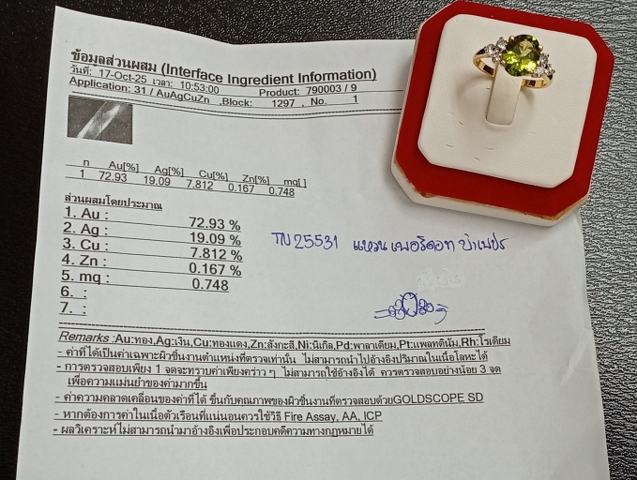 ข้อมูลส่วนผสม (Interface Ingredient Information)
วันที่: 17-Oct-25 เวลา: 10:53:00 Product: 790003 / 9
Application: 31 / AuAgCuZn ,Block: 1297 , No. 1
n Au[%] Ag[%] Cu[%] Zn[%] mq[ ]
1 72.93 19.09 7.812 0.167 0.748
ส่วนผสมโดยประมาณ
1. Au : 72.93 %
2. Ag : 19.09 %
3. Cu : 7.812 %
4. Zn : 0.167 %
5. mq : 0.748
6. :
7. :
TN 25531 แหวนเพอริดอท บ่าเพชร
Remarks :Au:ทอง,Ag:เงิน,Cu:ทองแดง,Zn:สังกะสี,Ni:นิเกิล,Pd:พาลาเดียม,Pt:แพลทตินั่ม,Rh:โรเดียม
- ค่าที่ได้เป็นค่าเฉพาะผิวชิ้นงานตำแหน่งที่ตรวจเท่านั้น ไม่สามารถนำไปอ้างอิงปริมาณในเนื้อโลหะได้
- การตรวจสอบเพียง 1 จุดจะทราบค่าเพียงคร่าว ๆ ไม่สามารถใช้อ้างอิงได้ ควรตรวจสอบอย่างน้อย 3 จุด
เพื่อความแม่นยำของค่ามากขึ้น
- ค่าความคลาดเคลื่อนของค่าที่ได้ ขึ้นกับคุณภาพของผิวชิ้นงานที่ตรวจสอบด้วยGOLDSCOPE SD
- หากต้องการค่าในเนื้อตัวเรือนที่แน่นอนควรใช้วิธี Fire Assay, AA, ICP
- ผลวิเคราะห์ไม่สามารถนำมาอ้างอิงเพื่อประกอบคดีความทางกฎหมายได้